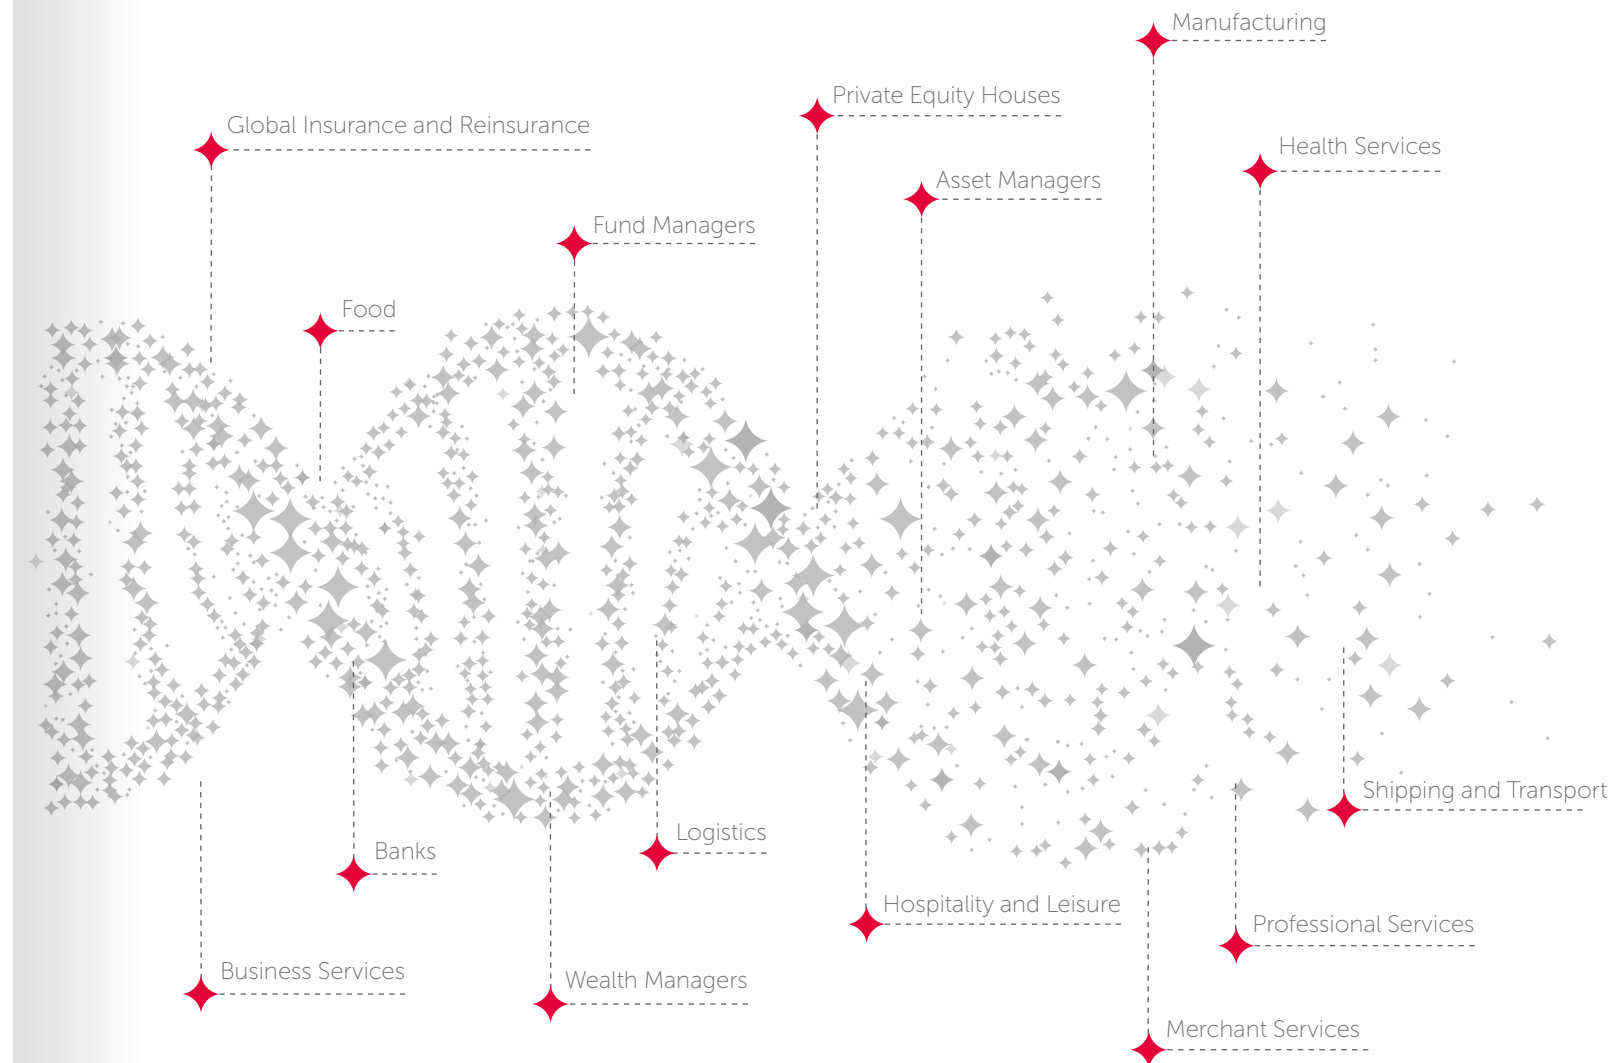 Manufacturing
Private Equity Houses
Global Insurance and Reinsurance
Health Services
Asset Managers
Fund Managers
Food
Shipping and Transport
Logistics
Banks
Hospitality and Leisure
Professional Services
Business Services
Wealth Managers
Merchant Services